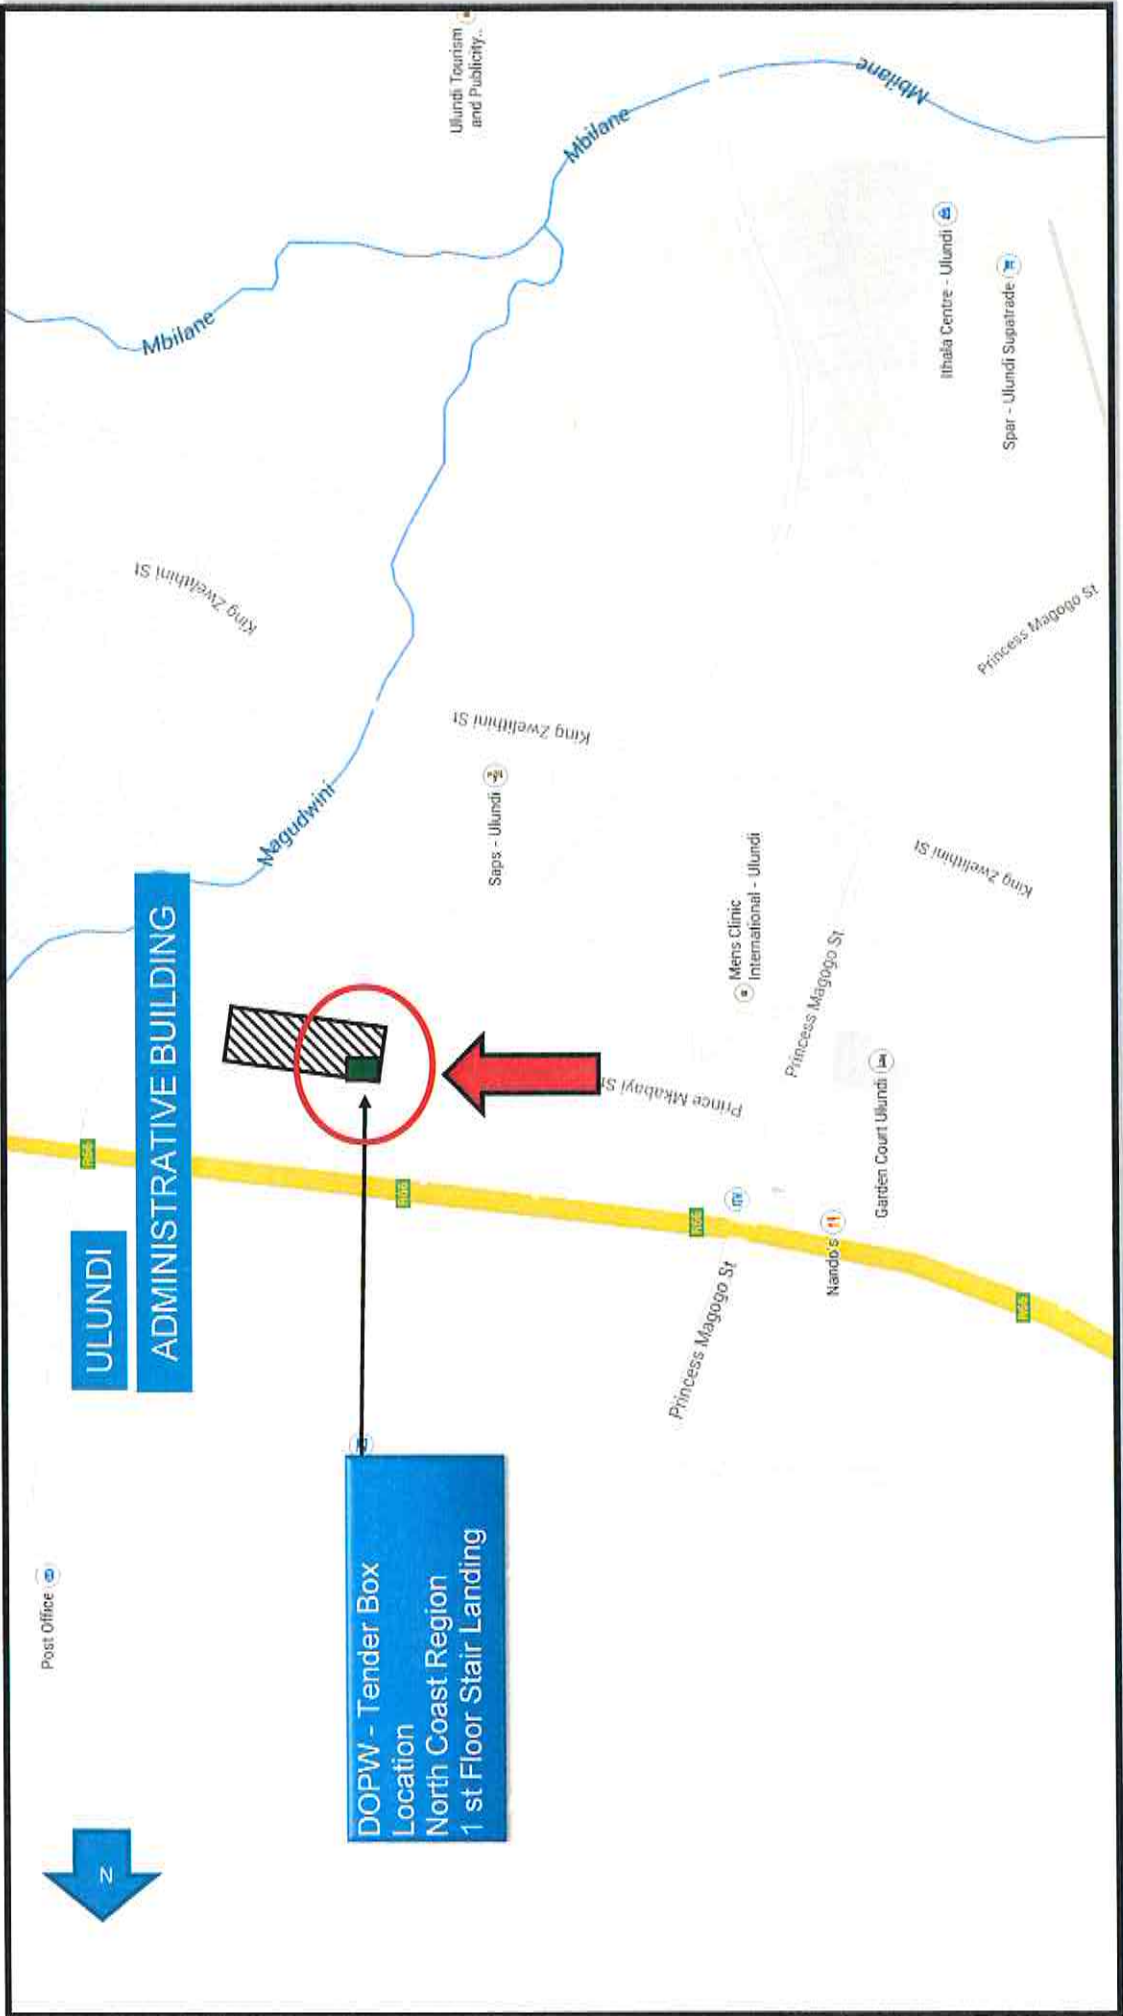 Post Office
R66
ULUNDI
N
ADMINISTRATIVE BUILDING
Mbilane
King Zwelithini St
Magudwini
DOPW - Tender Box
Location
North Coast Region
1 st Floor Stair Landing
R66
Ulundi Tourism
and Publicity..
Saps - Ulundi
King Zwelithini St
Mbilane
Prince Mkabayi St
Princess Magogo St
R66
Mens Clinic
International - Ulundi
Princess Magogo St
Nando's
Garden Court Ulundi
Mbilane
Ithala Centre - Ulundi
King Zwelithini St
Spar - Ulundi Supatrade
R66
Princess Magogo St